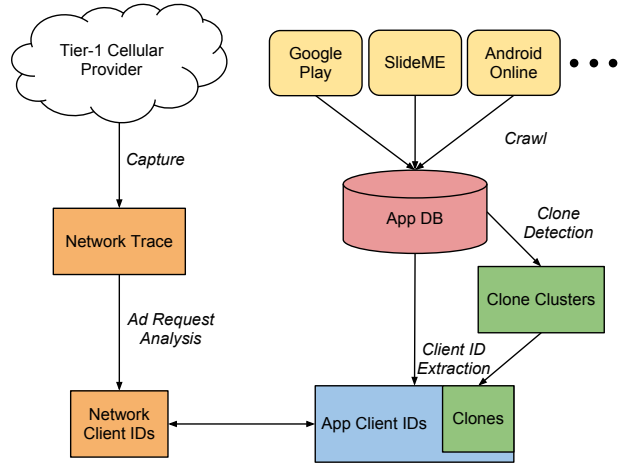 Tier-1 Cellular
Provider
Google
Play
SlideME
Android
Online
Capture
Crawl
Network Trace
App DB
Clone
Detection
Clone Clusters
Ad Request
Analysis
Client ID
Extraction
Network
Client IDs
App Client IDs
Clones